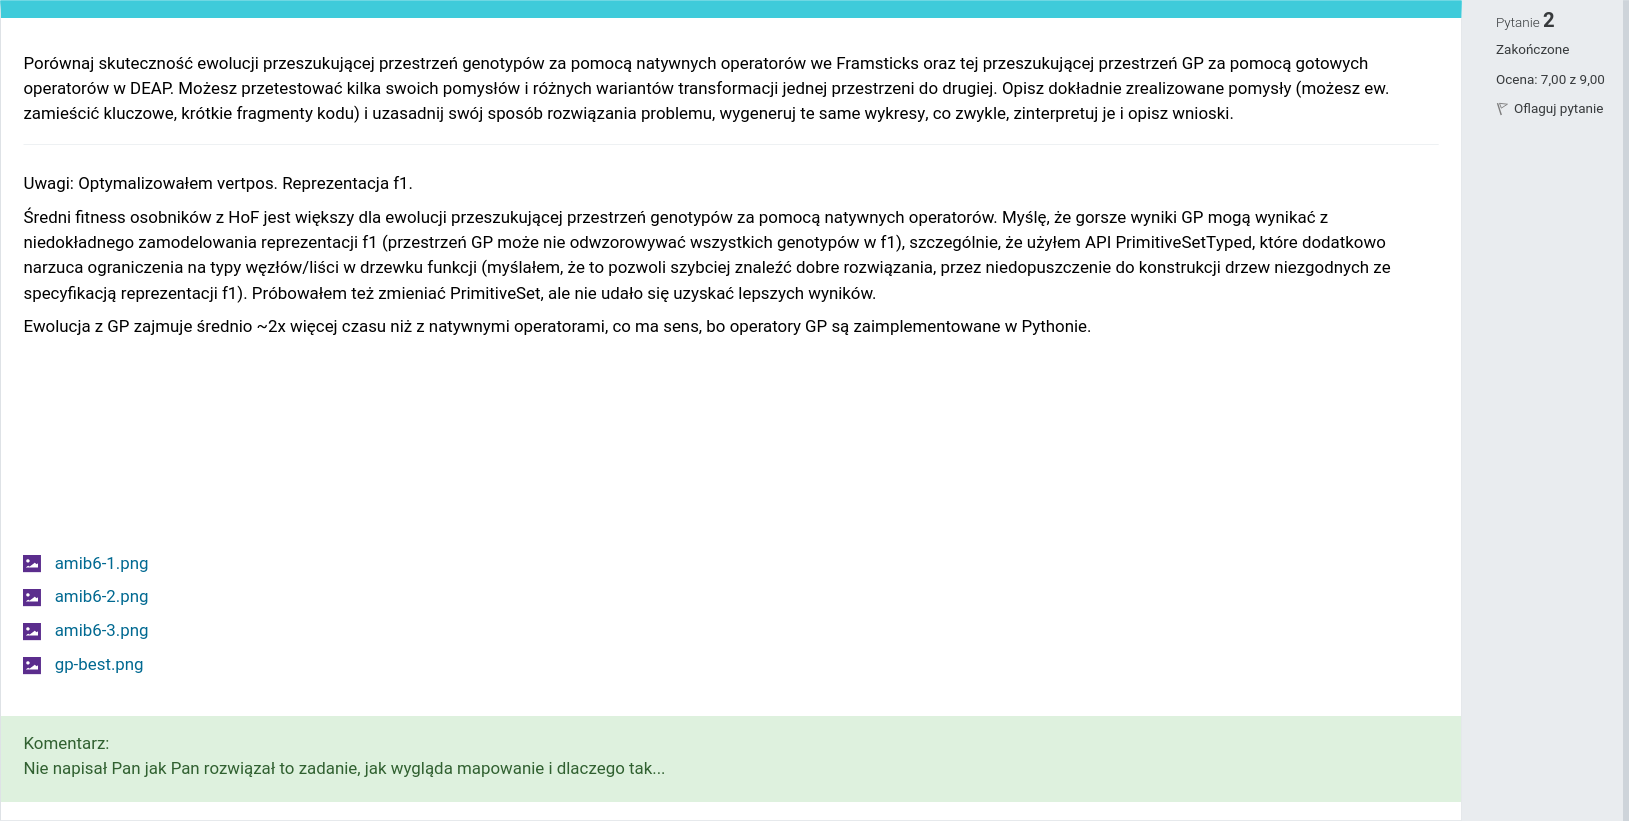 Porównaj skuteczność ewolucji przeszukującej przestrzeń genotypów za pomocą natywnych operatorów we Framsticks oraz tej przeszukującej przestrzeń GP za pomocą gotowych
operatorów w DEAP. Możesz przetestować kilka swoich pomysłów i różnych wariantów transformacji jednej przestrzeni do drugiej. Opisz dokładnie zrealizowane pomysły (możesz ew.
zamieścić kluczowe, krótkie fragmenty kodu) i uzasadnij swój sposób rozwiązania problemu, wygeneruj te same wykresy, co zwykle, zinterpretuj je i opisz wnioski.
Uwagi: Optymalizowałem vertpos. Reprezentacja f1.
Średni fitness osobników z HoF jest większy dla ewolucji przeszukującej przestrzeń genotypów za pomocą natywnych operatorów. Myślę, że gorsze wyniki GP mogą wynikać z
niedokładnego zamodelowania reprezentacji f1 (przestrzeń GP może nie odwzorowywać wszystkich genotypów w f1), szczególnie, że użyłem API PrimitiveSetTyped, które dodatkowo
narzuca ograniczenia na typy węzłów/liści w drzewku funkcji (myślałem, że to pozwoli szybciej znaleźć dobre rozwiązania, przez niedopuszczenie do konstrukcji drzew niezgodnych ze
specyfikacją reprezentacji f1). Próbowałem też zmieniać PrimitiveSet, ale nie udało się uzyskać lepszych wyników.
Ewolucja z GP zajmuje średnio ~2x więcej czasu niż z natywnymi operatorami, co ma sens, bo operatory GP są zaimplementowane w Pythonie.
amib6-1.png
amib6-2.png
amib6-3.png
gp-best.png
Komentarz:
Nie napisał Pan jak Pan rozwiązał to zadanie, jak wygląda mapowanie i dlaczego tak...
Pytanie 2
Zakończone
Ocena: 7,00 z 9,00
Oflaguj pytanie